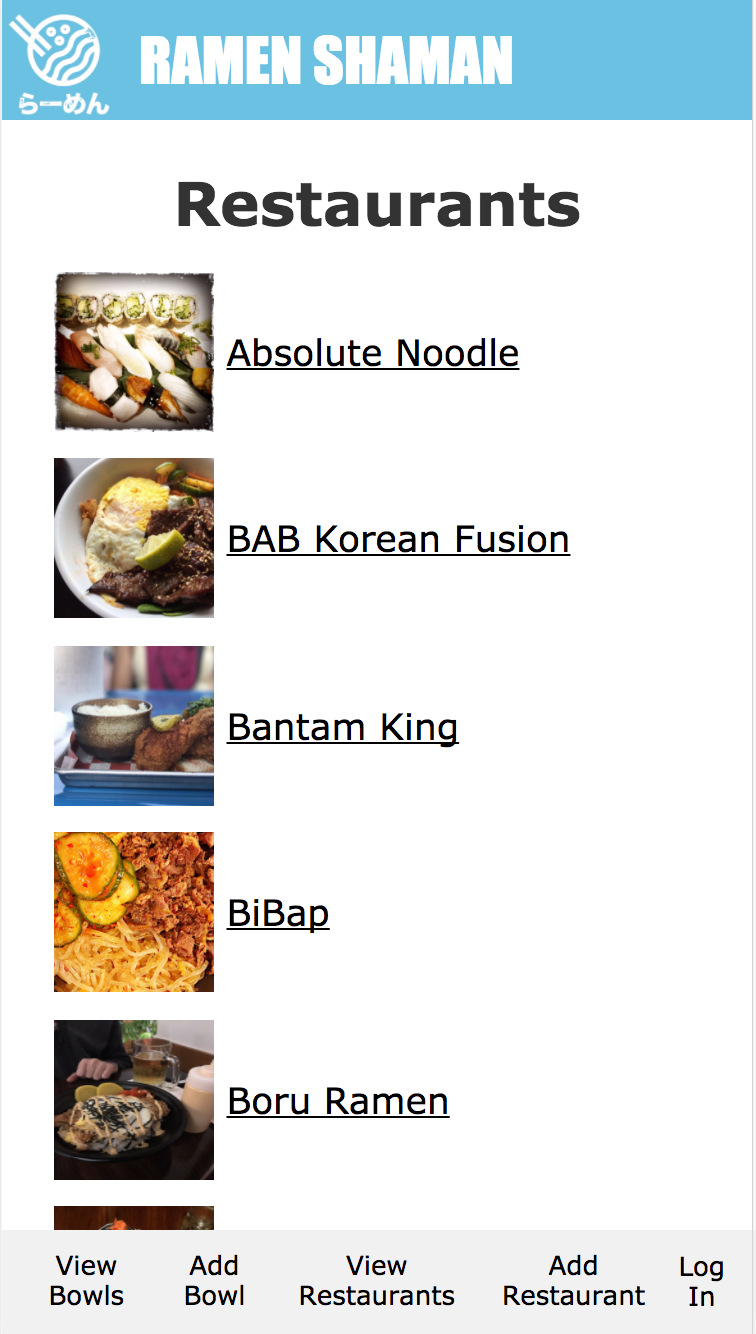 らーめん
RAMEN SHAMAN
Restaurants
Absolute Noodle
BAB Korean Fusion
Bantam King
BiBap
Boru Ramen
View
Bowls
Add
Bowl
View
Restaurants
Add
Restaurant
Log
In